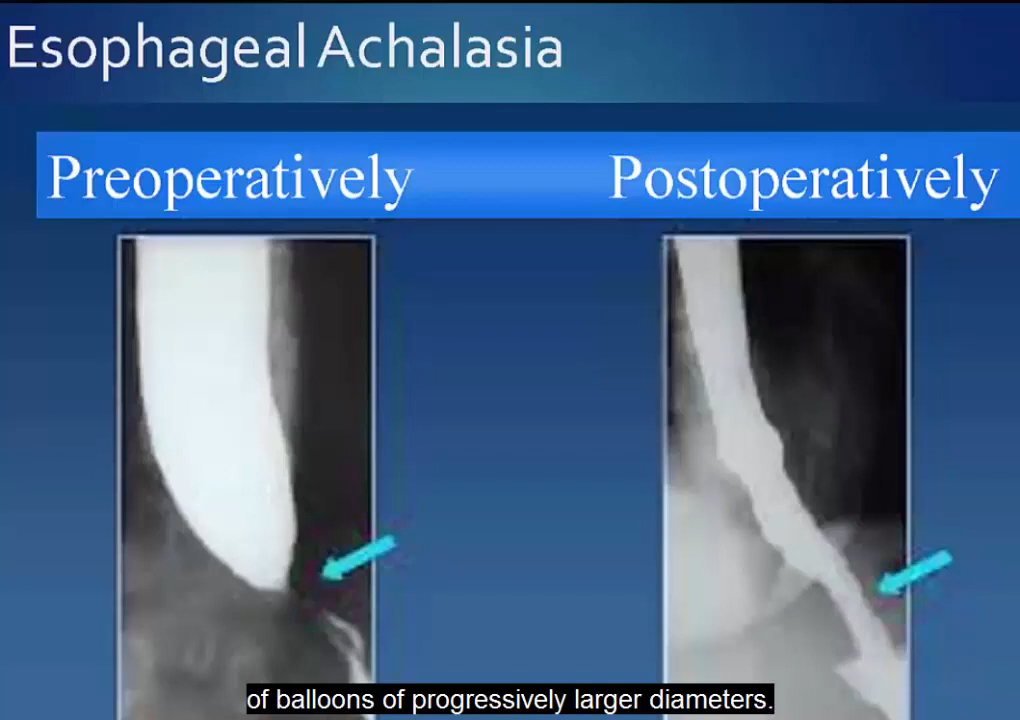 Esophageal Achalasia
Preoperatively Postoperatively
of balloons of progressively larger diameters.